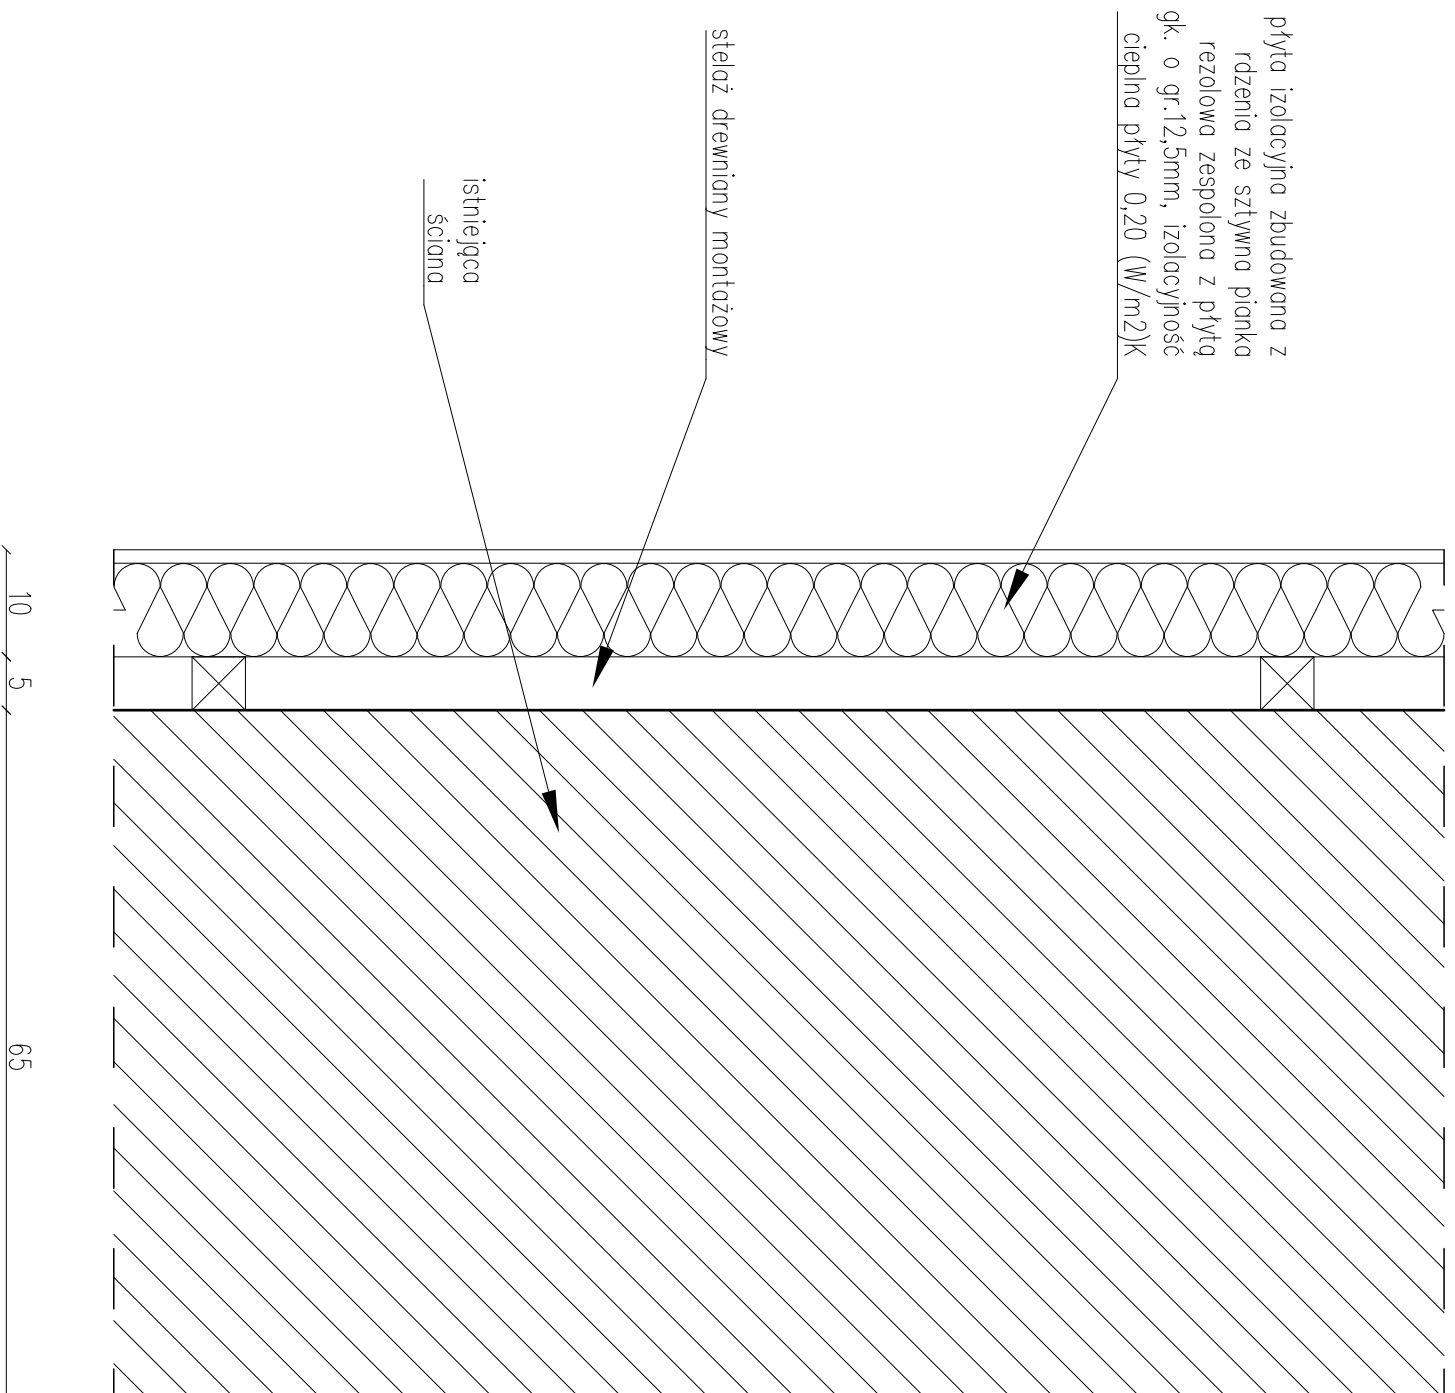 płyta izolacyjna zbudowana z
rdzenia ze sztywna pianka
rezolowa zespolona z płytą
gk. o gr.12,5mm, izolacyjność
cieplna płyty 0,20 (W/m2)K
stelaż drewniany montażowy
istniejąca
ściana
10
5
65